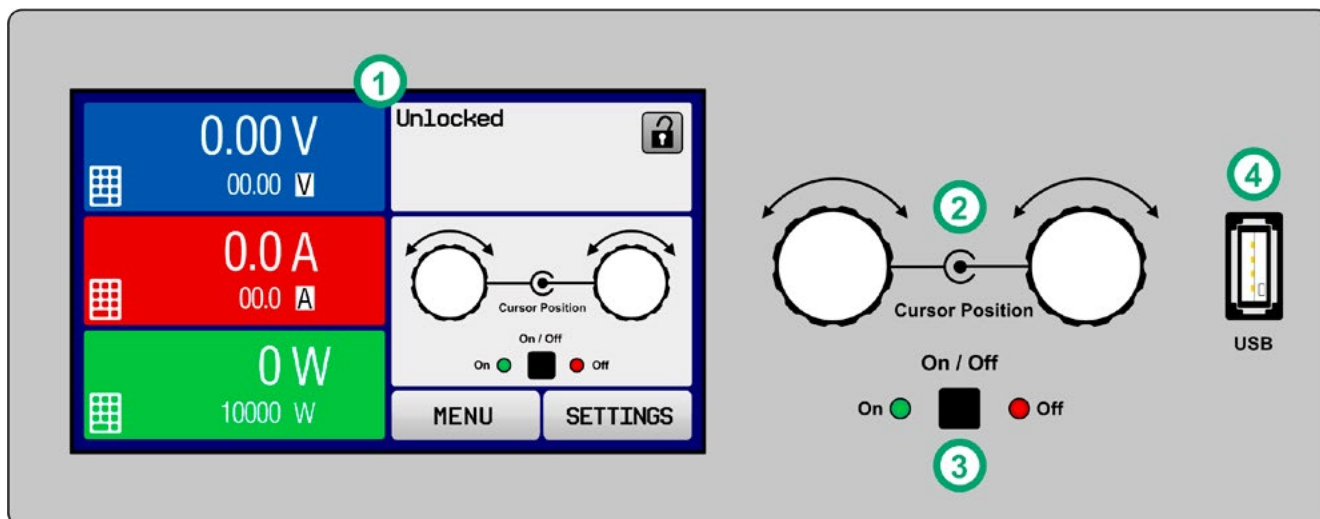 1
0.00 V
00.00 V
0.0 A
00.0 A
0 W
10000 W
Unlocked
Cursor Position
On / Off
On Off
MENU SETTINGS
2
Cursor Position
On / Off
On Off
3
4
USB